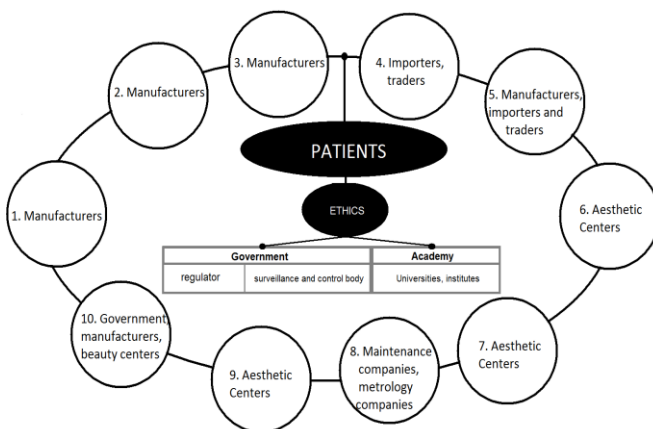 1. Manufacturers
2. Manufacturers
3. Manufacturers
4. Importers,
traders
5. Manufacturers,
importers and
traders
6. Aesthetic
Centers
7. Aesthetic
Centers
8. Maintenance
companies,
metrology
companies
9. Aesthetic
Centers
10. Government,
manufacturers,
beauty centers
PATIENTS
ETHICS
Government
Academy
regulator
surveillance and control body
Universities, institutes